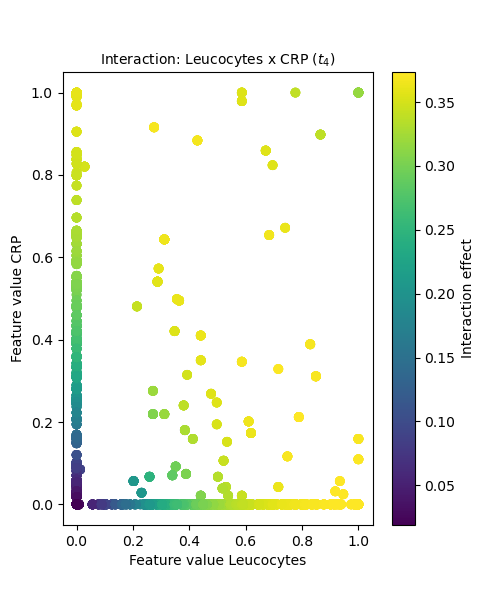 Interaction: Leucocytes x CRP (t₄)
1.0
0.8
0.6
0.4
0.2
0.0
Feature value CRP
0.0 0.2 0.4 0.6 0.8 1.0
Feature value Leucocytes
0.35
0.30
0.25
0.20
0.15
0.10
0.05
Interaction effect